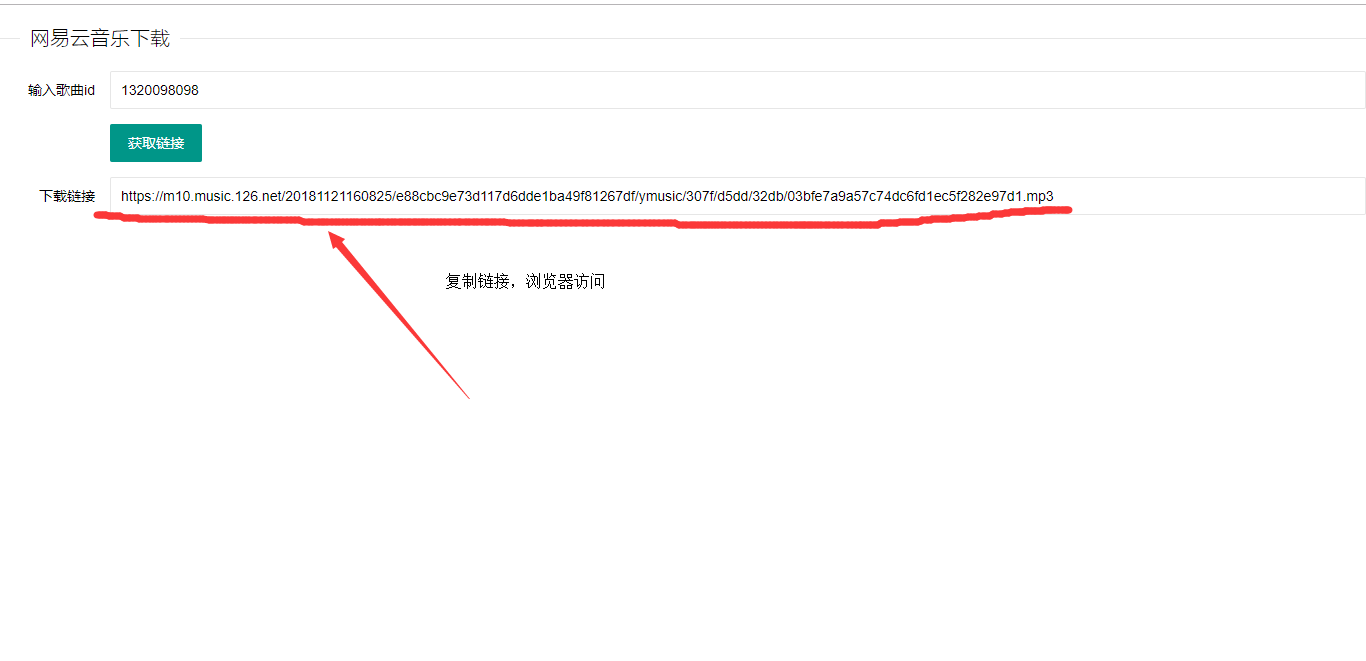 网易云音乐下载
输入歌曲id
1320098098
获取链接
下载链接
https://m10.music.126.net/20181121160825/e88cbc9e73d117d6dde1ba49f81267df/ymusic/307f/d5dd/32db/03bfe7a9a57c74dc6fd1ec5f282e97d1.mp3
复制链接，浏览器访问